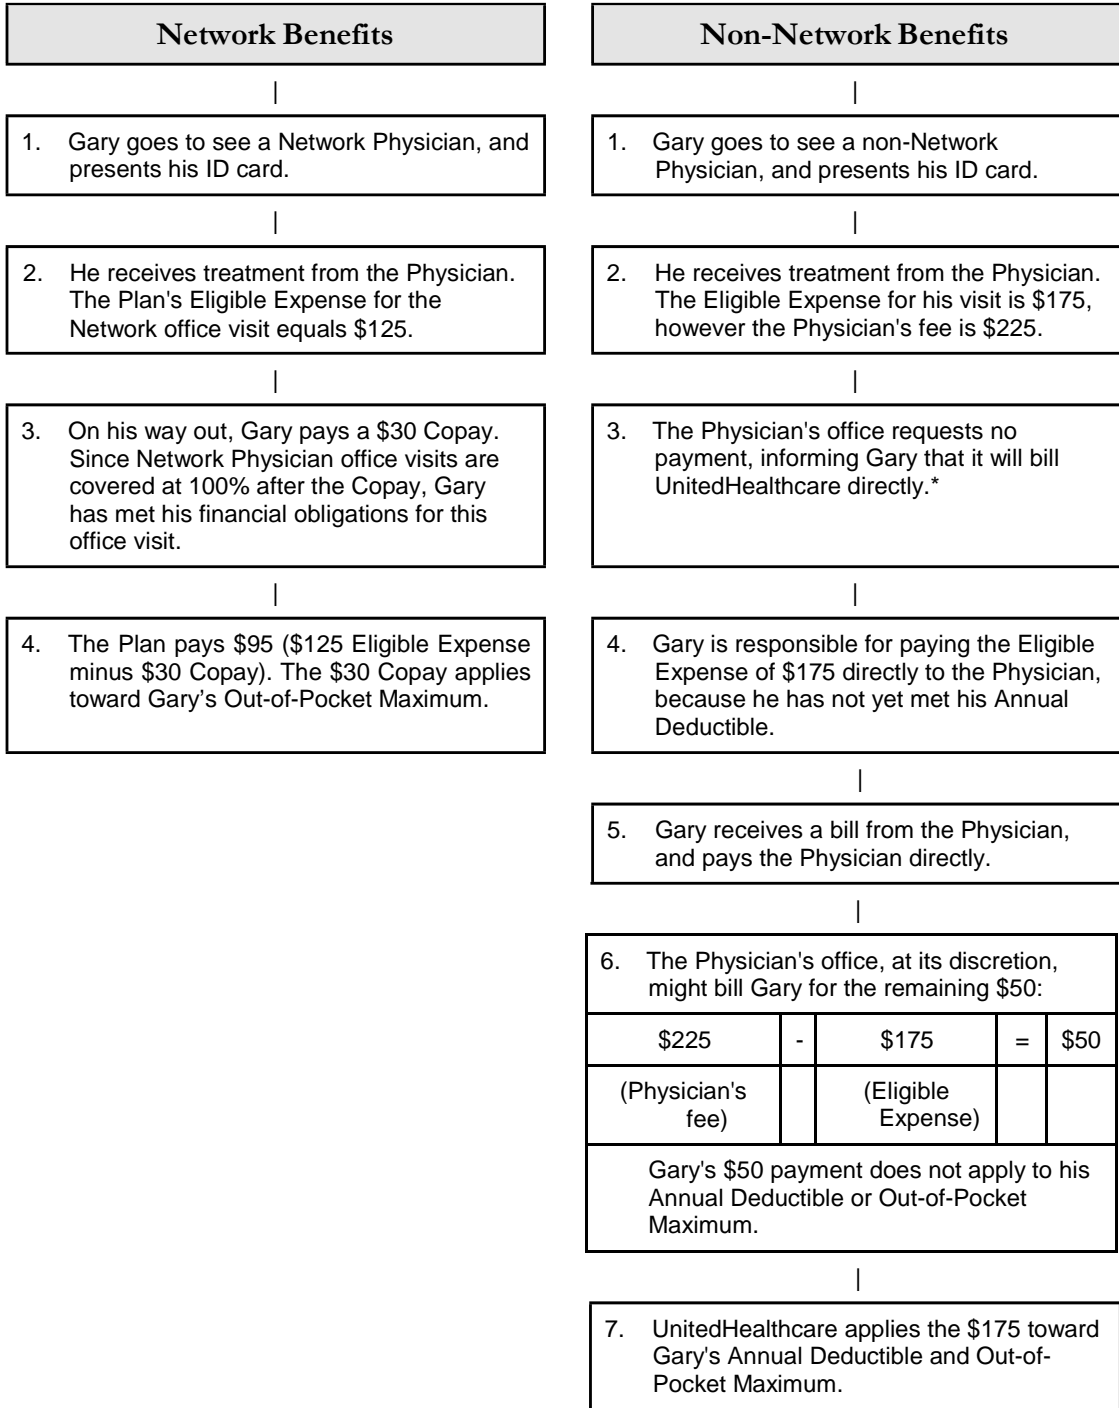 Network Benefits
|
1. Gary goes to see a Network Physician, and
presents his ID card.
|
2. He receives treatment from the Physician.
The Plan's Eligible Expense for the
Network office visit equals $125.
|
3. On his way out, Gary pays a $30 Copay.
Since Network Physician office visits are
covered at 100% after the Copay, Gary
has met his financial obligations for this
office visit.
|
4. The Plan pays $95 ($125 Eligible Expense
minus $30 Copay). The $30 Copay applies
toward Gary’s Out-of-Pocket Maximum.
Non-Network Benefits
|
1. Gary goes to see a non-Network
Physician, and presents his ID card.
|
2. He receives treatment from the Physician.
The Eligible Expense for his visit is $175,
however the Physician's fee is $225.
|
3. The Physician's office requests no
payment, informing Gary that it will bill
UnitedHealthcare directly.*
|
4. Gary is responsible for paying the Eligible
Expense of $175 directly to the Physician,
because he has not yet met his Annual
Deductible.
|
5. Gary receives a bill from the Physician,
and pays the Physician directly.
|
6. The Physician's office, at its discretion,
might bill Gary for the remaining $50:
$225 - $175 = $50
(Physician's (Eligible
fee) Expense)
Gary's $50 payment does not apply to his
Annual Deductible or Out-of-Pocket
Maximum.
|
7. UnitedHealthcare applies the $175 toward
Gary's Annual Deductible and Out-of-
Pocket Maximum.